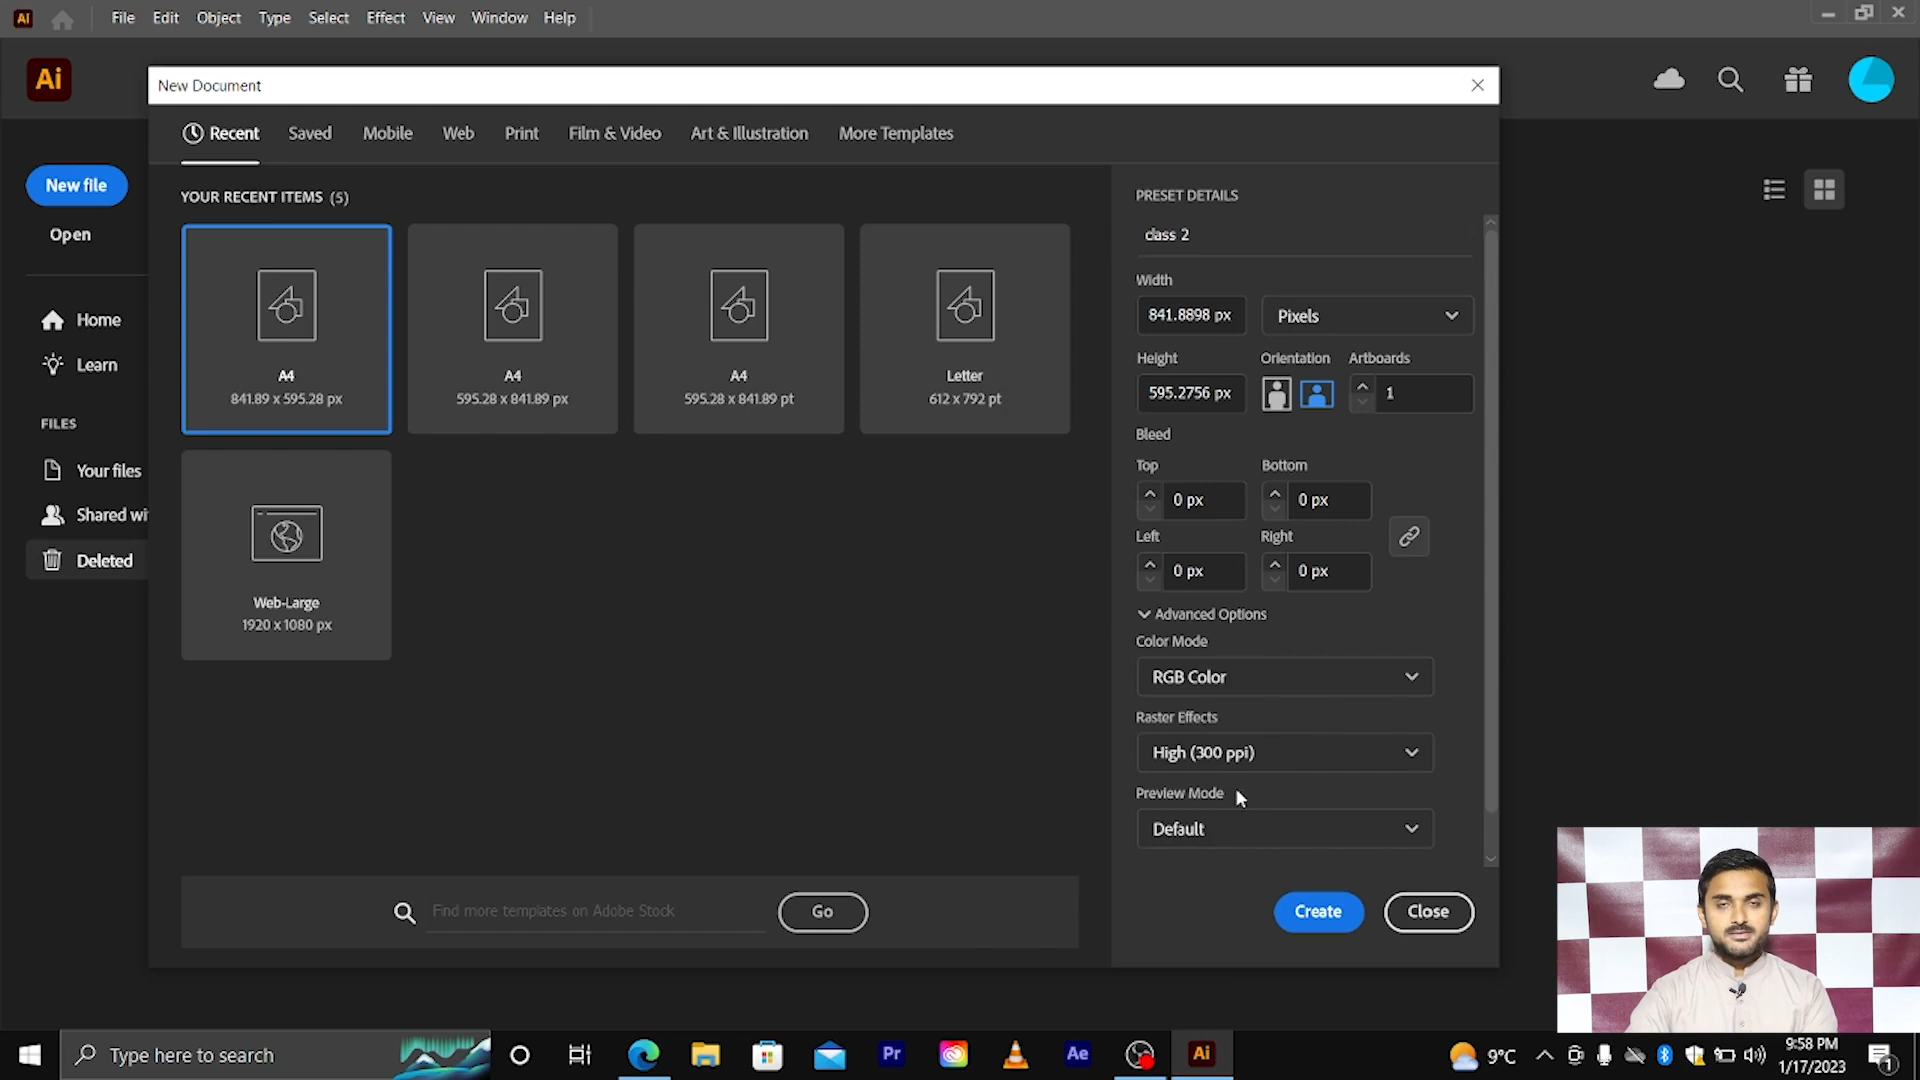 Ai
File Edit Object Type Select Effect View Window Help
Ai
New Document
Recent Saved Mobile Web Print Film & Video Art & Illustration More Templates
New file
Open
Home
Learn
FILES
Your files
Shared wi
Deleted
YOUR RECENT ITEMS (5)
A4
841.89 x 595.28 px
A4
595.28 x 841.89 px
A4
595.28 x 841.89 pt
Letter
612 x 792 pt
Web-Large
1920 x 1080 px
Find more templates on Adobe Stock
Go
PRESET DETAILS
class 2
Width
841.8898 px Pixels
Height Orientation Artboards
595.2756 px 1
Bleed
Top Bottom
0 px 0 px
Left Right
0 px 0 px
Advanced Options
Color Mode
RGB Color
Raster Effects
High (300 ppi)
Preview Mode
Default
Create Close
Type here to search
Pr
Ae
Ai
9°C
9:58 PM
1/17/2023
1